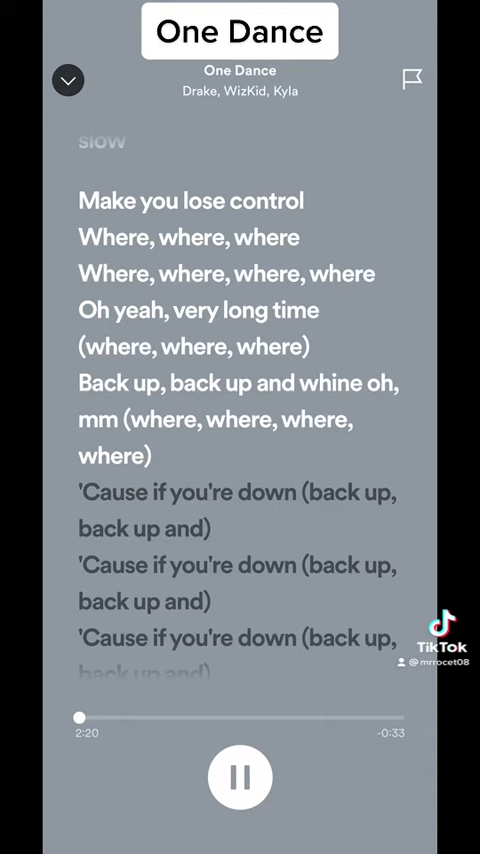 One Dance
One Dance
Drake, WizKid, Kyla
slow
Make you lose control
Where, where, where
Where, where, where, where
Oh yeah, very long time
(where, where, where)
Back up, back up and whine oh,
mm (where, where, where,
where)
'Cause if you're down (back up,
back up and)
'Cause if you're down (back up,
back up and)
'Cause if you're down (back up,
back up and)
TikTok
@mrrocet08
2:20
-0:33